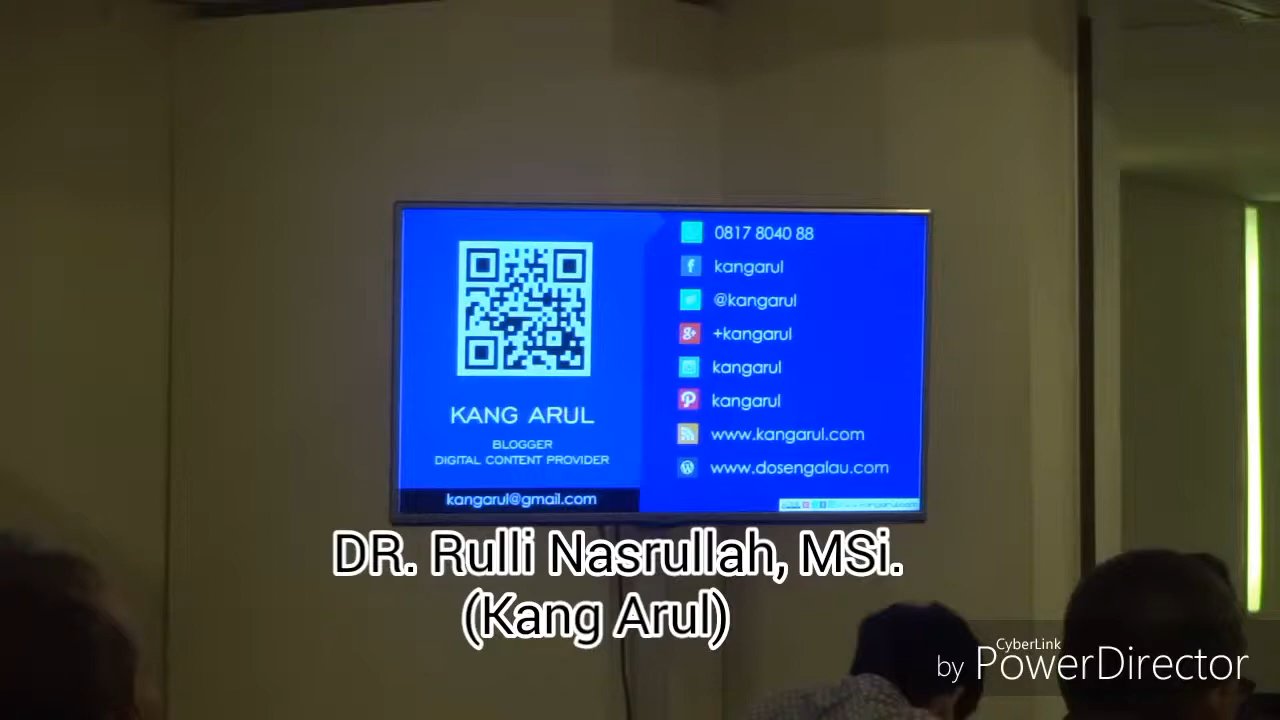 KANG ARUL
BLOGGER
DIGITAL CONTENT PROVIDER
kangarul@gmail.com
0817 8040 88
kangarul
@kangarul
+kangarul
kangarul
kangarul
www.kangarul.com
www.dosengalau.com
DR. Rulli Nasrullah, MSi.
(Kang Arul)
CyberLink
by PowerDirector